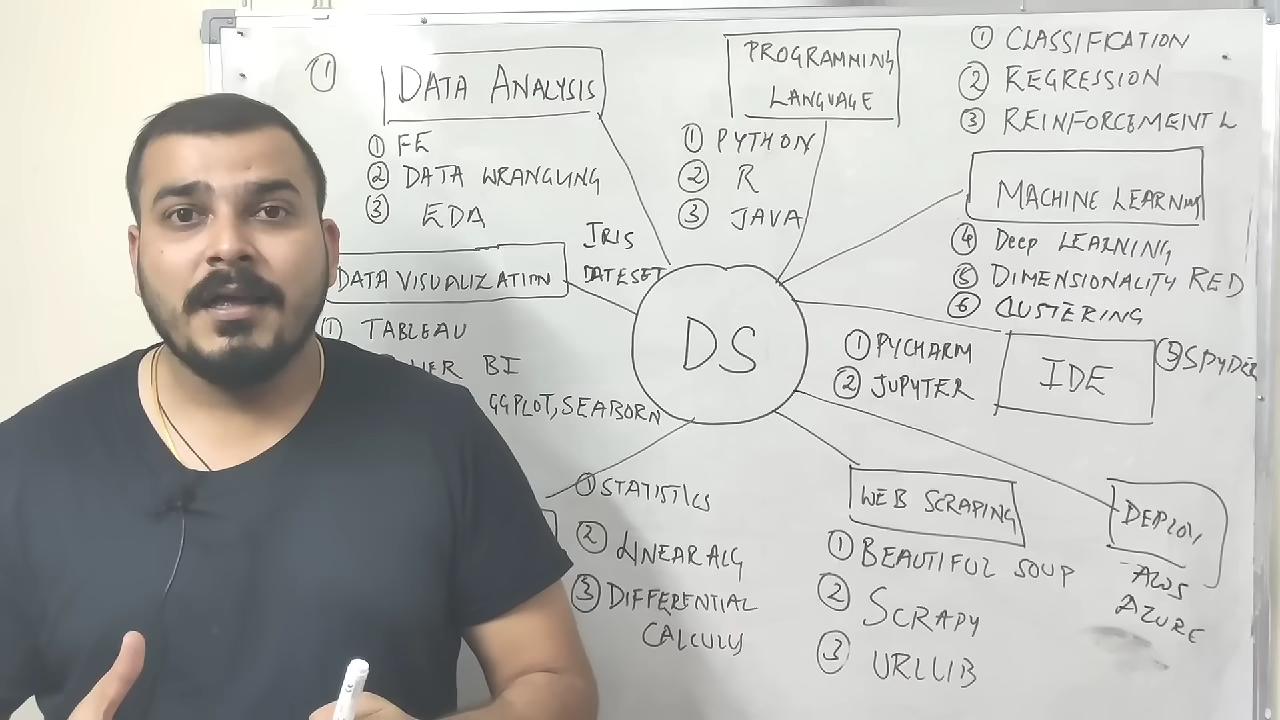 ① DATA ANALYSIS
① FE
② DATA WRANGLING
③ EDA
PROGRAMMING
LANGUAGE
① PYTHON
② R
③ JAVA
① CLASSIFICATION
② REGRESSION
③ REINFORCEMENT L
MACHINE LEARNING
④ Deep LEARNING
⑤ DIMENSIONALITY RED
⑥ CLUSTERING
DATA VISUALIZATION
IRIS
DATESET
① TABLEAU
BI
GGPLOT, SEABORN
DS
① PYCHARM
② JUPYTER
IDE
③ SPYDER
① STATISTICS
② LINEAR ALG
③ DIFFERENTIAL
CALCULUS
WEB SCRAPING
① BEAUTIFUL SOUP
② SCRAPY
③ URLLIB
DEPLOY
AWS
AZURE